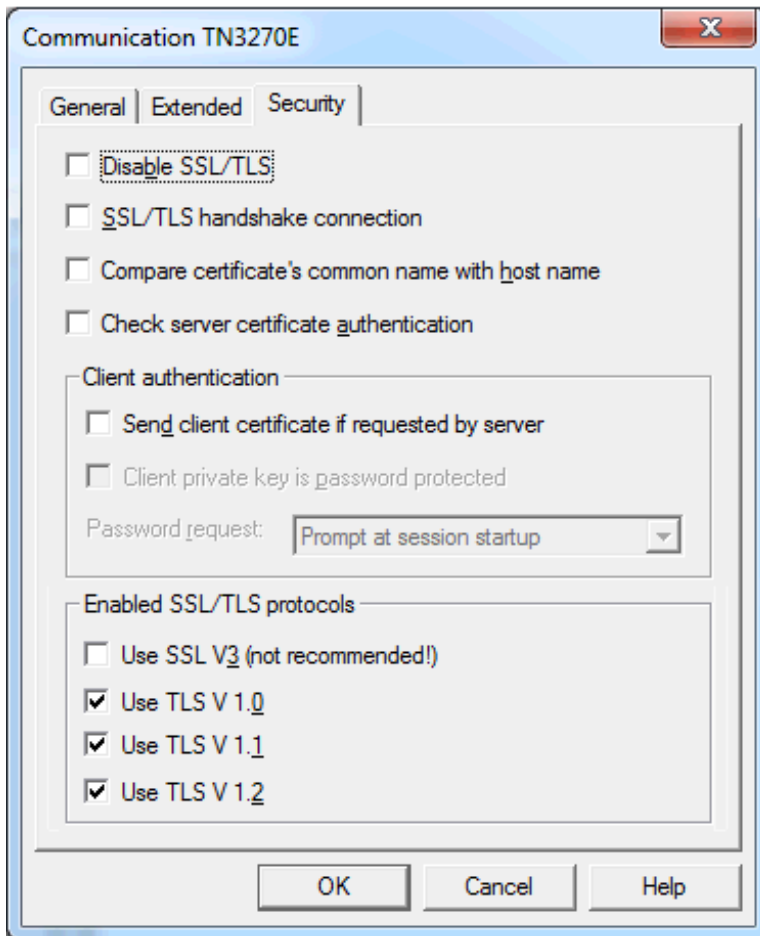 Communication TN3270E
General Extended Security
Disable SSL/TLS
SSL/TLS handshake connection
Compare certificate's common name with host name
Check server certificate authentication
Client authentication
Send client certificate if requested by server
Client private key is password protected
Password request: Prompt at session startup
Enabled SSL/TLS protocols
Use SSL V3 (not recommended!)
Use TLS V 1.0
Use TLS V 1.1
Use TLS V 1.2
OK Cancel Help